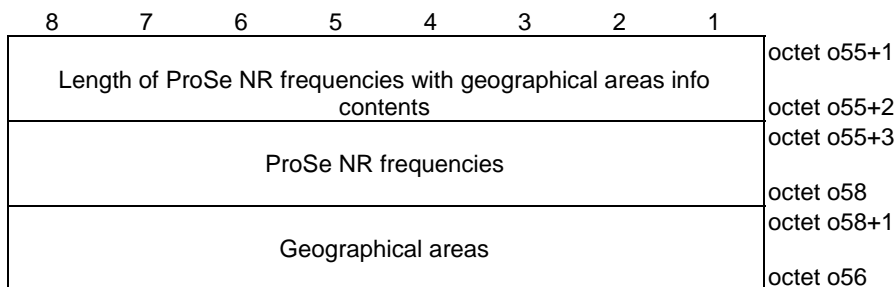 8 7 6 5 4 3 2 1
octet o55+1
Length of ProSe NR frequencies with geographical areas info
contents
octet o55+2
octet o55+3
ProSe NR frequencies
octet o58
octet o58+1
Geographical areas
octet o56